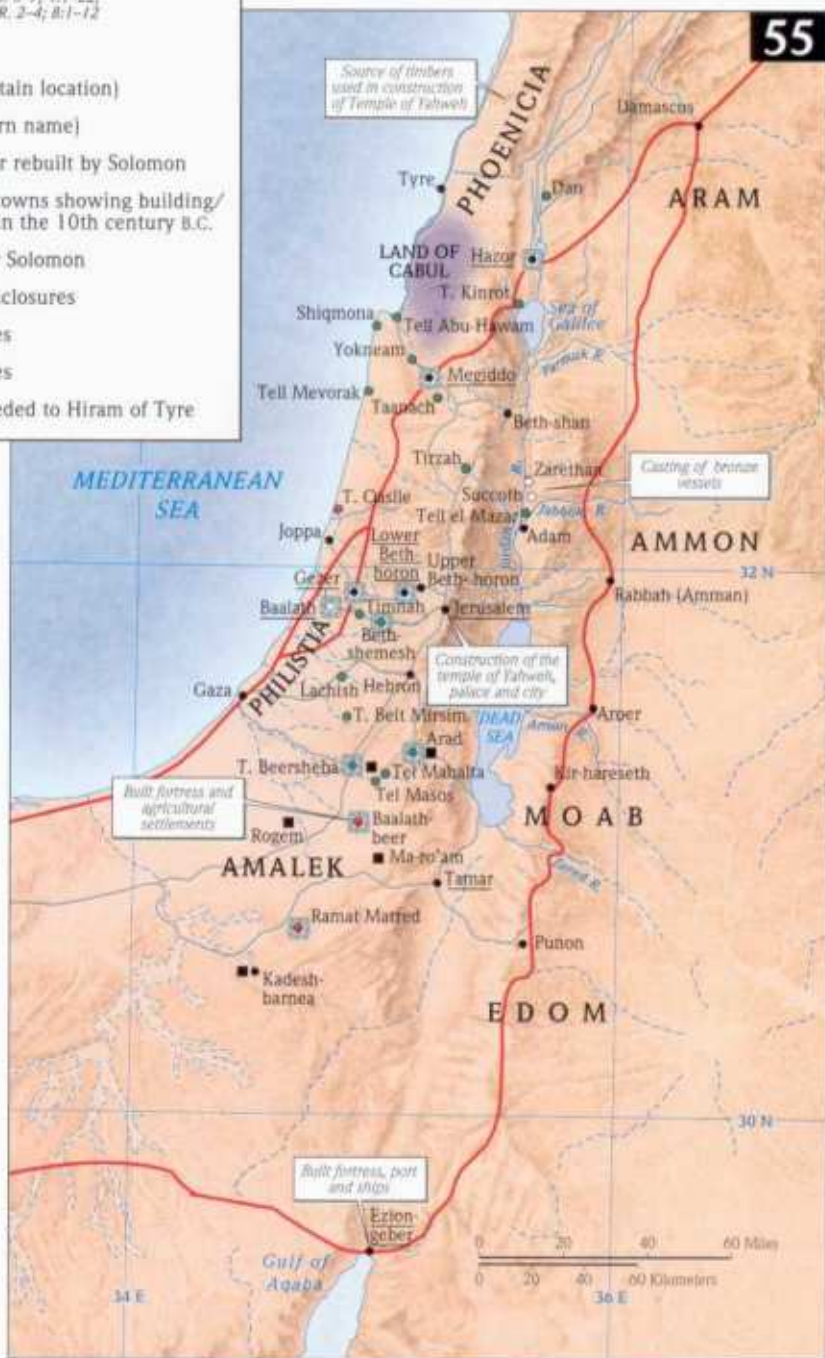 R. 2–4; 8:1–12
tain location)
rn name)
r rebuilt by Solomon
owns showing building/
n the 10th century B.C.
Solomon
closures
es
es
eded to Hiram of Tyre
55
Source of timbers
used in construction
of Temple of Yahweh
PHOENICIA
Damascus
Tyre
Dan
ARAM
LAND OF
CABUL
Hazor
T. Kinrot
Sea of
Galilee
Shiqmona
Tell Abu-Hawam
Yokneam
Yarmuk R.
Megiddo
Tell Mevorak
Taanach
Beth-shan
MEDITERRANEAN
SEA
Tirzah
Zarethan
Casting of bronze
vessels
Succoth
T. Qasile
Tell el Mazar
Jabbok R.
Joppa
Adam
Jordan R.
AMMON
Lower
Beth-
horon
Upper
Beth-horon
32 N
Gezer
Rabbah (Amman)
Baalath
Timnah
Jerusalem
Beth-
shemesh
PHILISTIA
Construction of the
temple of Yahweh,
palace and city
Gaza
Lachish
Hebron
T. Beit Mirsim
DEAD
SEA
Arnon R.
Aroer
Arad
T. Beersheba
Tel Mahalta
Tel Masos
Kir-hareseth
Built fortress and
agricultural
settlements
Baalath-
beer
MOAB
Rogem
Ma-ro'am
AMALEK
Zered R.
Tamar
Ramat Matred
Punon
Kadesh-
barnea
EDOM
30 N
Built fortress, port
and ships
Ezion-
geber
Gulf of
Aqaba
0 20 40 60 Miles
0 20 40 60 Kilometers
34 E
36 E